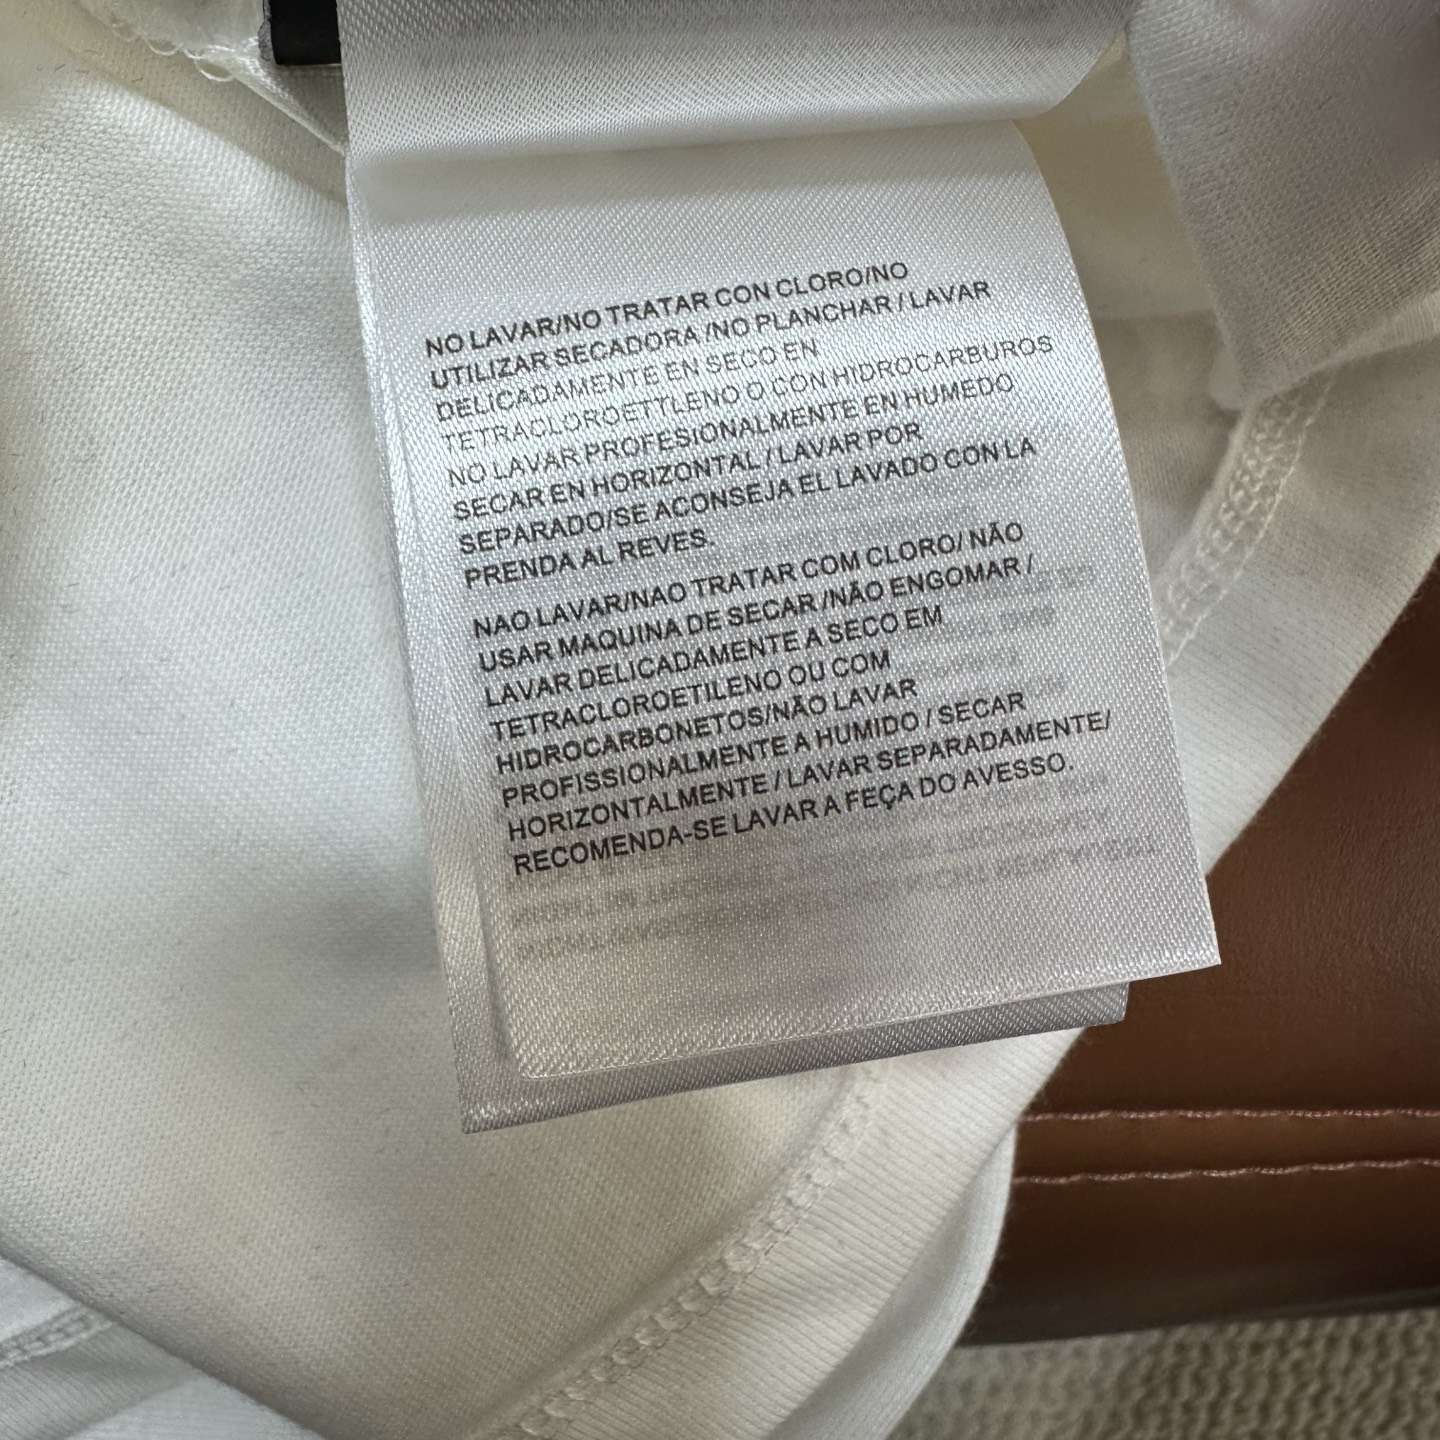 NO LAVAR/NO TRATAR CON CLORO/NO
UTILIZAR SECADORA /NO PLANCHAR / LAVAR
DELICADAMENTE EN SECO EN
TETRACLOROETTLENO O CON HIDROCARBUROS
NO LAVAR PROFESIONALMENTE EN HUMEDO
SECAR EN HORIZONTAL / LAVAR POR
SEPARADO/SE ACONSEJA EL LAVADO CON LA
PRENDA AL REVES.
NAO LAVAR/NAO TRATAR COM CLORO/ NÃO
USAR MAQUINA DE SECAR /NÃO ENGOMAR /
LAVAR DELICADAMENTE A SECO EM
TETRACLOROETILENO OU COM
HIDROCARBONETOS/NÃO LAVAR
PROFISSIONALMENTE A HUMIDO / SECAR
HORIZONTALMENTE / LAVAR SEPARADAMENTE/
RECOMENDA-SE LAVAR A FEÇA DO AVESSO.